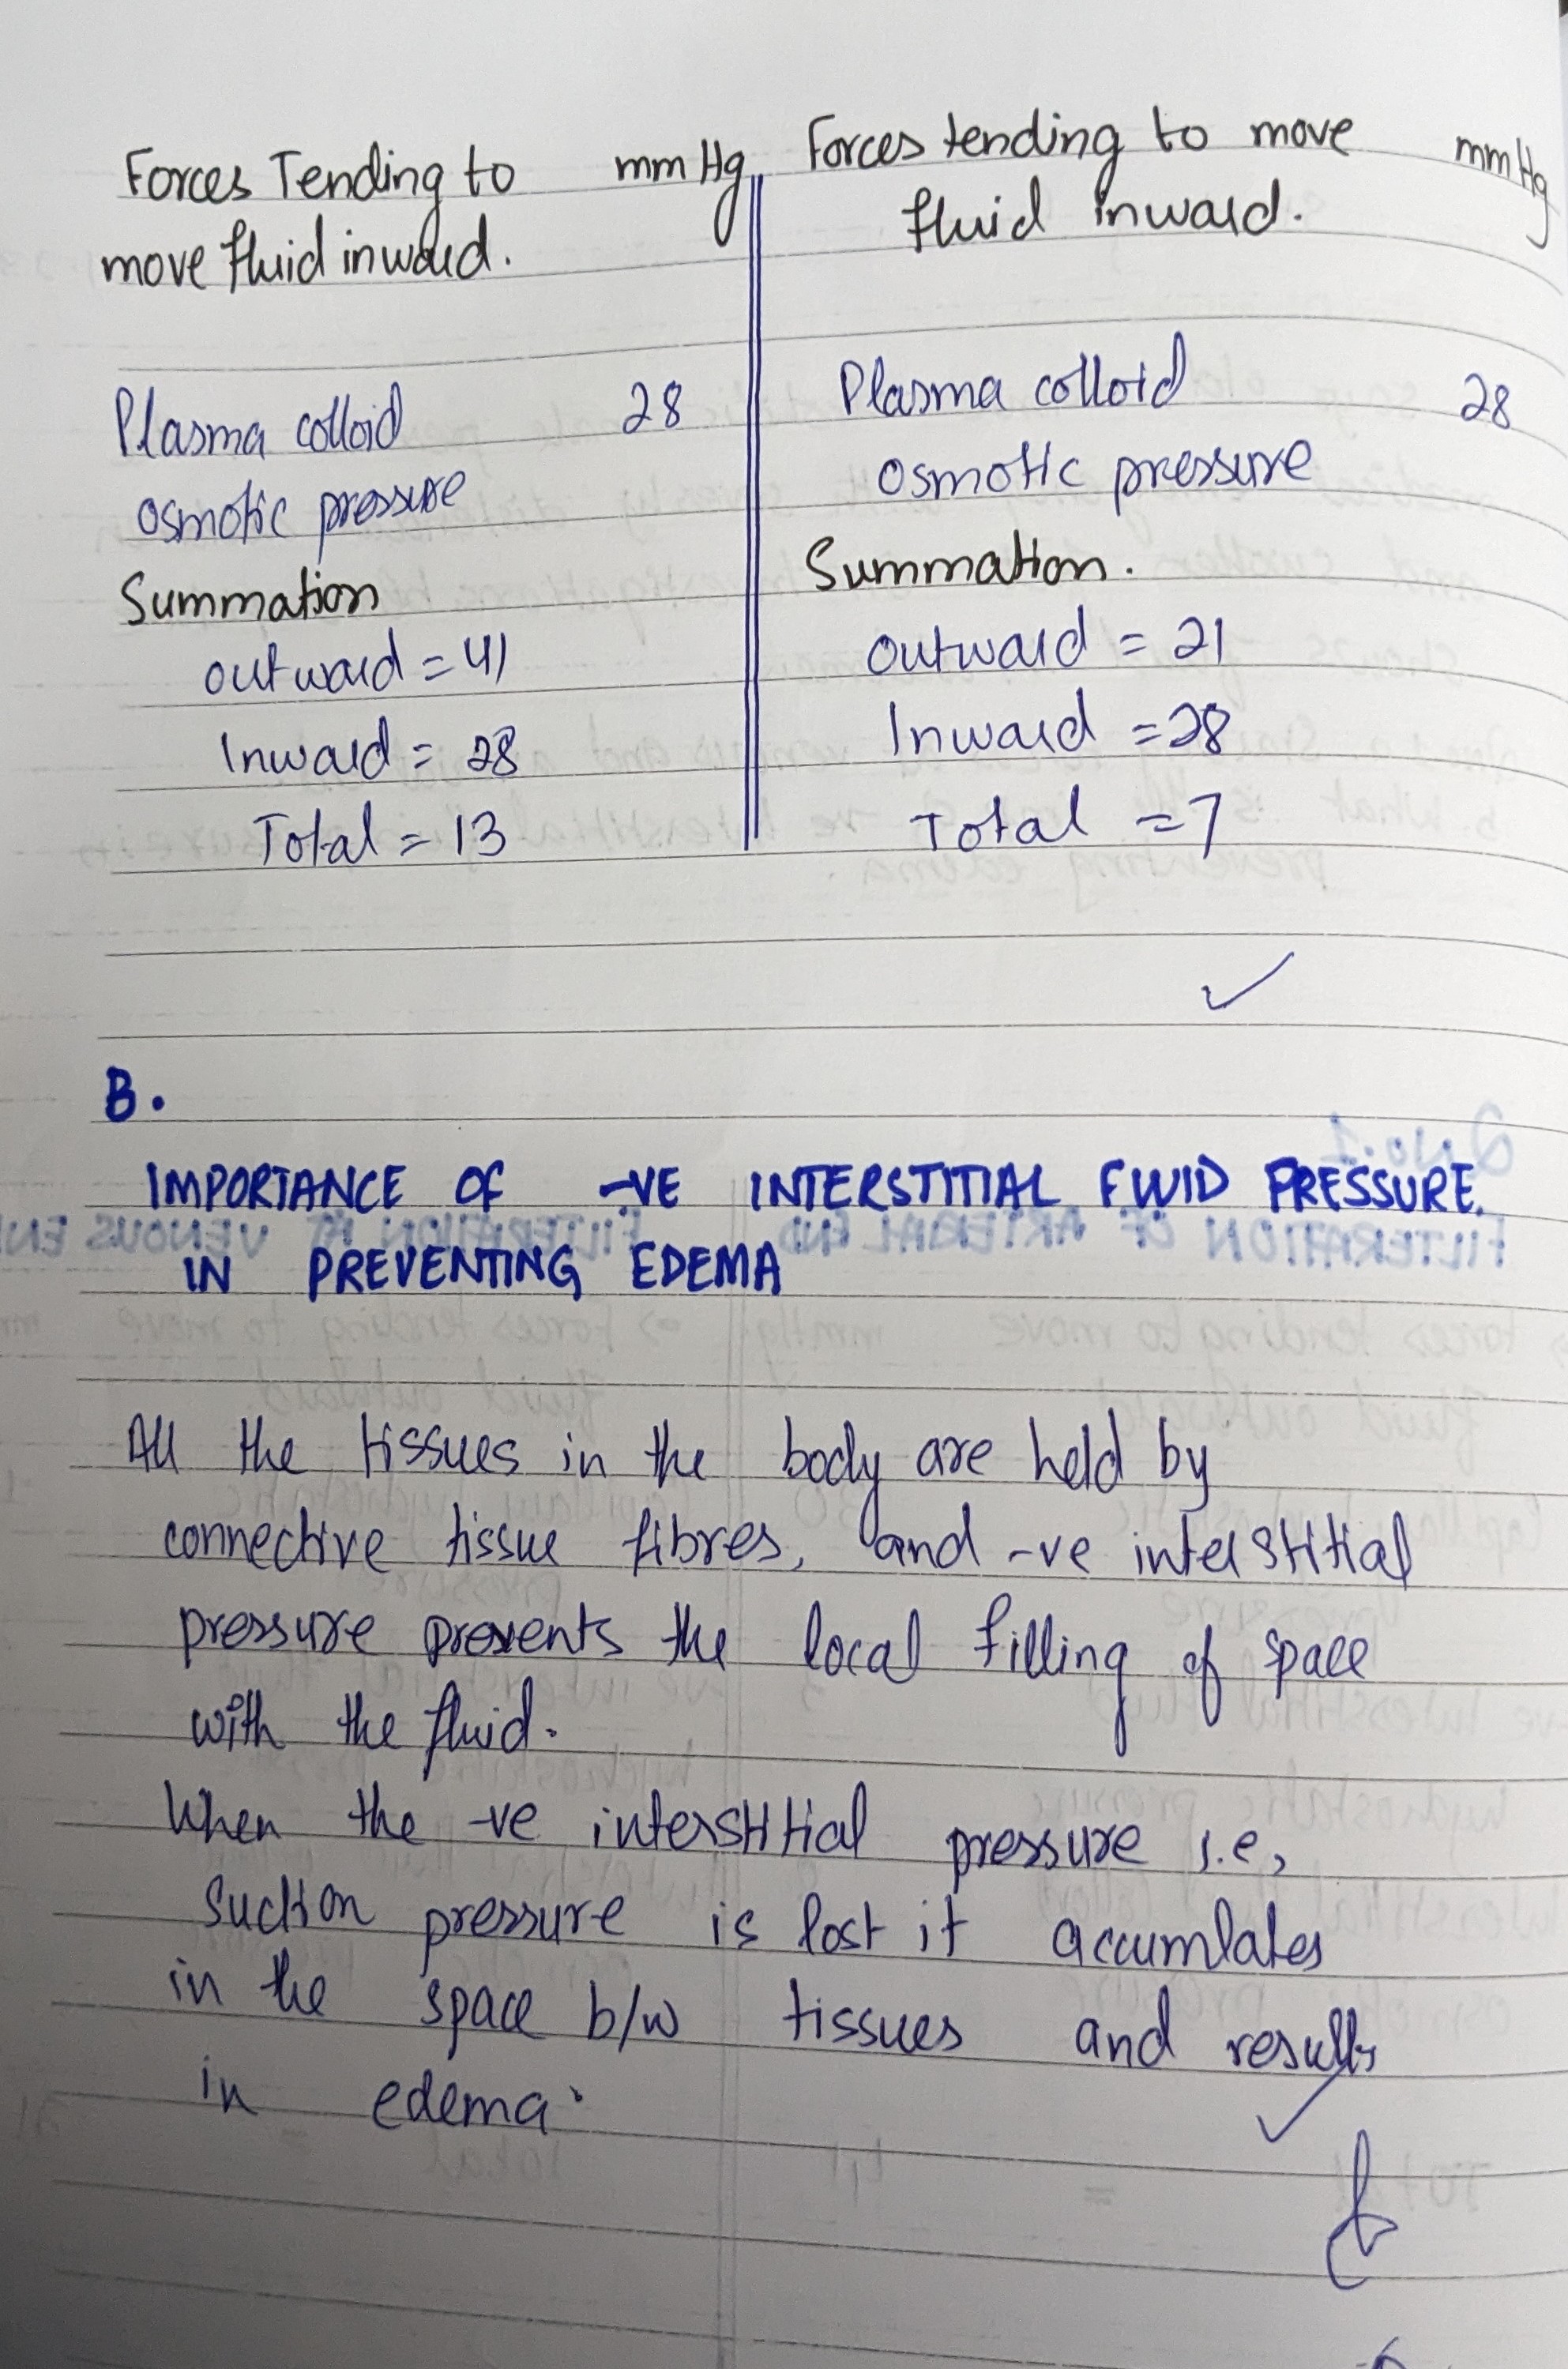 Forces Tending to mm Hg
move fluid inward.
Plasma colloid 28
osmotic pressure
Summation
outward = 41
Inward = 28
Total = 13
Forces tending to move mmHg
fluid inward.
Plasma colloid 28
osmotic pressure
Summation.
Outward = 21
Inward = 28
Total = 7
B.
IMPORTANCE OF -VE INTERSTITIAL FLUID PRESSURE.
IN PREVENTING EDEMA
All the tissues in the body are held by
connective tissue fibres, and -ve interstitial
pressure prevents the local filling of space
with the fluid.
When the -ve interstitial pressure i.e,
Suction pressure is lost it accumlates
in the space b/w tissues and results
in edema.